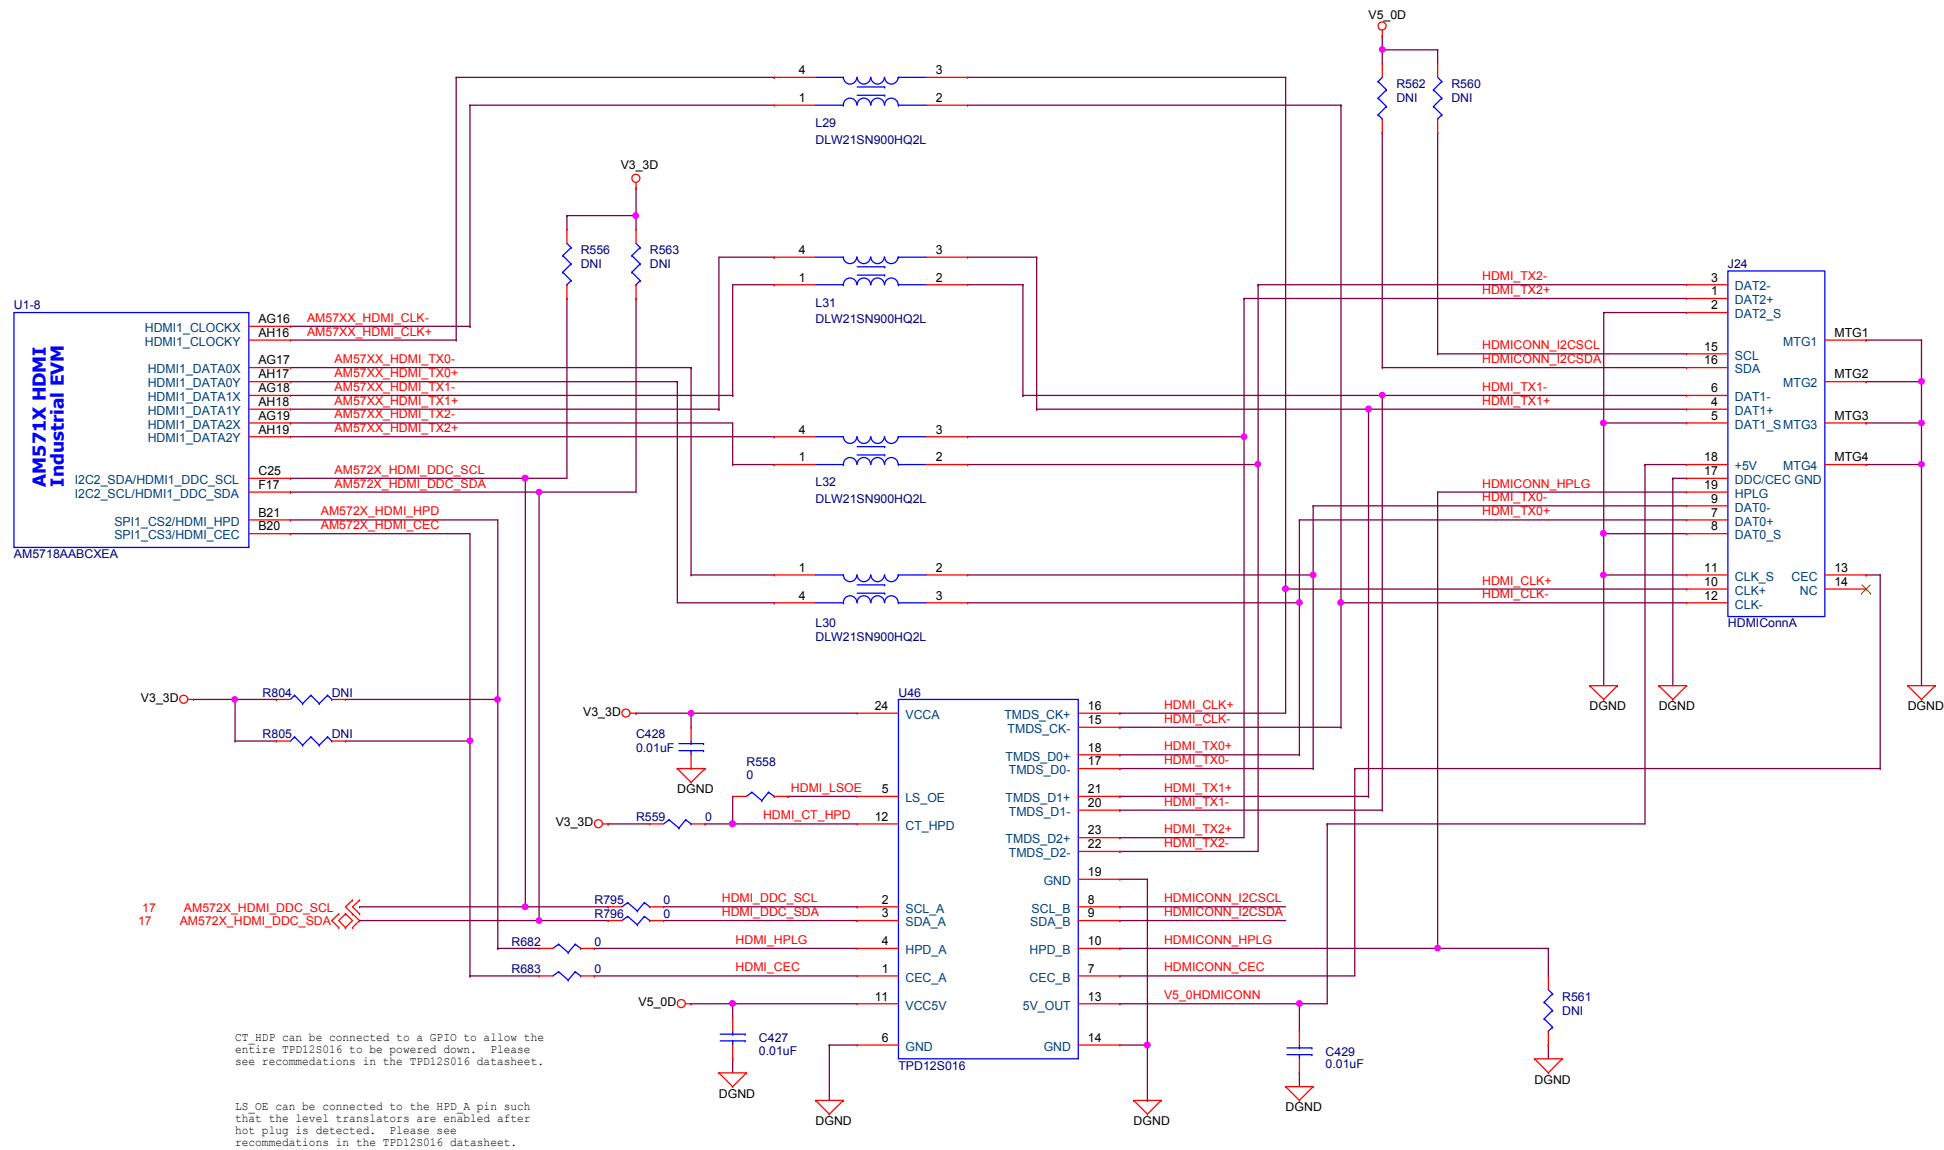 V5_0D
R562
DNI
R560
DNI
4
3
1
2
L29
DLW21SN900HQ2L
V3_3D
R556
DNI
R563
DNI
4
3
1
2
L31
DLW21SN900HQ2L
4
3
1
2
L32
DLW21SN900HQ2L
1
2
4
3
L30
DLW21SN900HQ2L
U1-8
AM571X HDMI
Industrial EVM
HDMI1_CLOCKX AG16 AM57XX_HDMI_CLK-
HDMI1_CLOCKY AH16 AM57XX_HDMI_CLK+
HDMI1_DATA0X AG17 AM57XX_HDMI_TX0-
HDMI1_DATA0Y AH17 AM57XX_HDMI_TX0+
HDMI1_DATA1X AG18 AM57XX_HDMI_TX1-
HDMI1_DATA1Y AH18 AM57XX_HDMI_TX1+
HDMI1_DATA2X AG19 AM57XX_HDMI_TX2-
HDMI1_DATA2Y AH19 AM57XX_HDMI_TX2+
I2C2_SDA/HDMI1_DDC_SCL C25 AM572X_HDMI_DDC_SCL
I2C2_SCL/HDMI1_DDC_SDA F17 AM572X_HDMI_DDC_SDA
SPI1_CS2/HDMI_HPD B21 AM572X_HDMI_HPD
SPI1_CS3/HDMI_CEC B20 AM572X_HDMI_CEC
AM5718AABCXEA
J24
HDMI_TX2- 3 DAT2-
HDMI_TX2+ 1 DAT2+
2 DAT2_S
HDMICONN_I2CSCL 15 SCL
HDMICONN_I2CSDA 16 SDA
HDMI_TX1- 6 DAT1-
HDMI_TX1+ 4 DAT1+
5 DAT1_S
18 +5V
17 DDC/CEC GND
HDMICONN_HPLG 19 HPLG
HDMI_TX0- 9 DAT0-
HDMI_TX0+ 7 DAT0+
8 DAT0_S
11 CLK_S
HDMI_CLK+ 10 CLK+
HDMI_CLK- 12 CLK-
MTG1 MTG1
MTG2 MTG2
MTG3 MTG3
MTG4 MTG4
CEC 13
NC 14
HDMIConnA
DGND
DGND
DGND
V3_3D
R804 DNI
R805 DNI
V3_3D
C428
0.01uF
DGND
R558
0
HDMI_LSOE
V3_3D
R559 0
HDMI_CT_HPD
17 AM572X_HDMI_DDC_SCL
17 AM572X_HDMI_DDC_SDA
R795 0 HDMI_DDC_SCL
R796 0 HDMI_DDC_SDA
R682 0 HDMI_HPLG
R683 0 HDMI_CEC
V5_0D
C427
0.01uF
DGND
DGND
U46
24 VCCA
5 LS_OE
12 CT_HPD
2 SCL_A
3 SDA_A
4 HPD_A
1 CEC_A
11 VCC5V
6 GND
TMDS_CK+ 16 HDMI_CLK+
TMDS_CK- 15 HDMI_CLK-
TMDS_D0+ 18 HDMI_TX0+
TMDS_D0- 17 HDMI_TX0-
TMDS_D1+ 21 HDMI_TX1+
TMDS_D1- 20 HDMI_TX1-
TMDS_D2+ 23 HDMI_TX2+
TMDS_D2- 22 HDMI_TX2-
GND 19
SCL_B 8 HDMICONN_I2CSCL
SDA_B 9 HDMICONN_I2CSDA
HPD_B 10 HDMICONN_HPLG
CEC_B 7 HDMICONN_CEC
5V_OUT 13 V5_0HDMICONN
GND 14
TPD12S016
DGND
C429
0.01uF
DGND
R561
DNI
DGND
CT_HDP can be connected to a GPIO to allow the
entire TPD12S016 to be powered down. Please
see recommedations in the TPD12S016 datasheet.
LS_OE can be connected to the HPD_A pin such
that the level translators are enabled after
hot plug is detected. Please see
recommedations in the TPD12S016 datasheet.